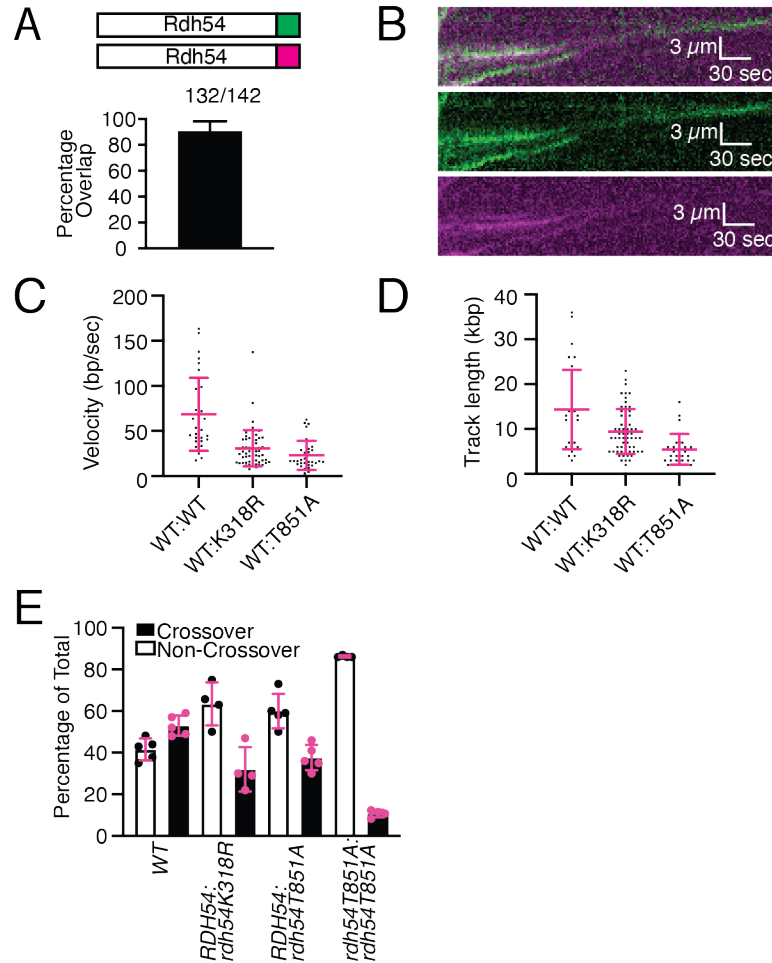 A
Rdh54
Rdh54
132/142
100
80
60
40
20
0
Percentage
Overlap
B
3 µm
30 sec
3 µm
30 sec
3 µm
30 sec
C
200
150
100
50
0
Velocity (bp/sec)
WT:WT
WT:K318R
WT:T851A
D
40
30
20
10
0
Track length (kbp)
WT:WT
WT:K318R
WT:T851A
E
Crossover
Non-Crossover
100
80
60
40
20
0
Percentage of Total
WT
RDH54:
rdh54K318R
RDH54:
rdh54T851A
rdh54T851A:
rdh54T851A